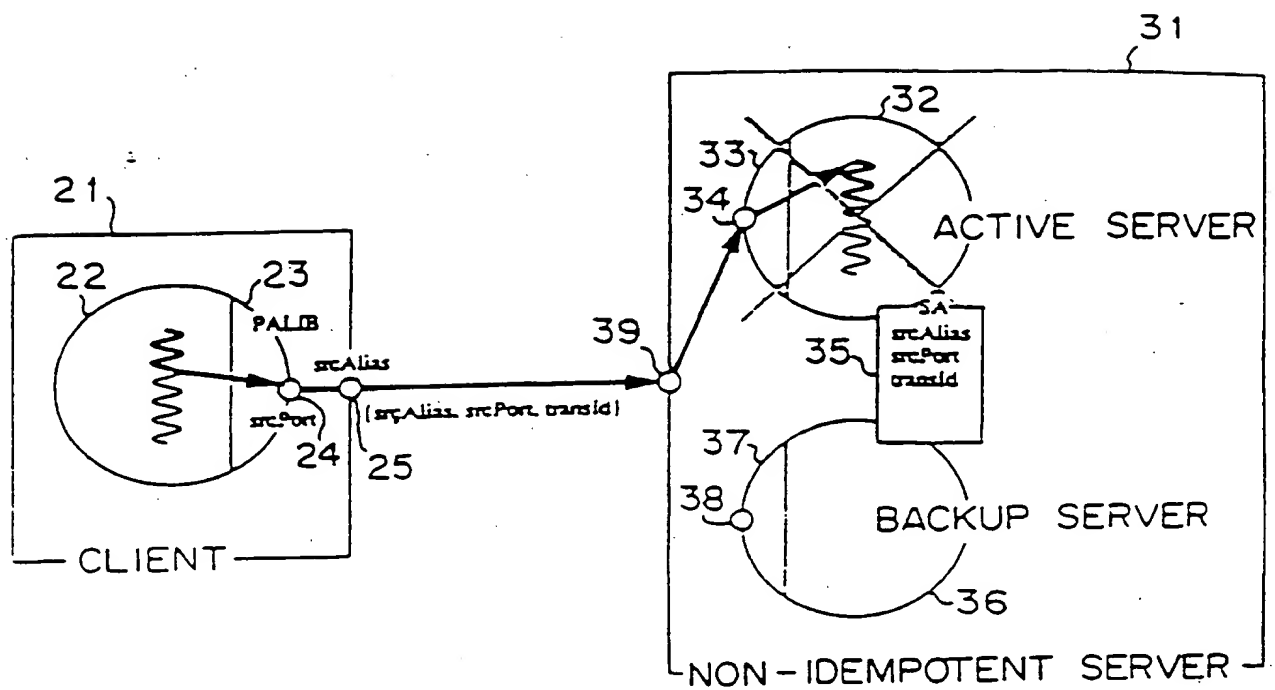 31
32
33
34
ACTIVE SERVER
21
22
23
PALIB
39
srcAlias
SA
srcAlias
srcPort
transid
35
srcPort
(srcAlias, srcPort, transid)
24
25
37
38
BACKUP SERVER
36
CLIENT
NON-IDEMPOTENT SERVER